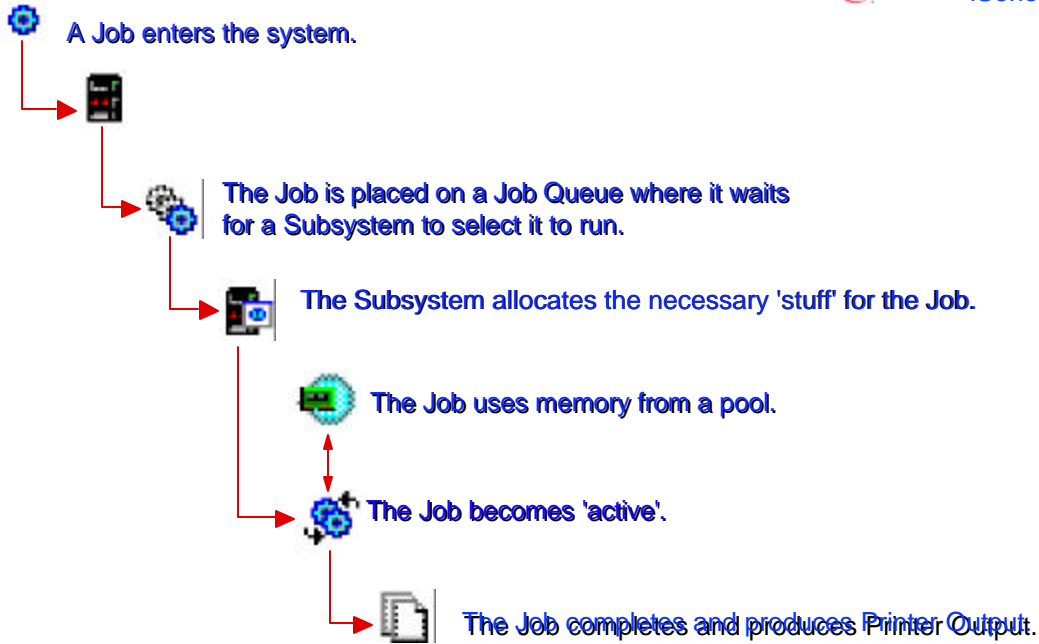 A Job enters the system.
The Job is placed on a Job Queue where it waits
for a Subsystem to select it to run.
The Subsystem allocates the necessary 'stuff' for the Job.
The Job uses memory from a pool.
The Job becomes 'active'.
The Job completes and produces Printer Output.